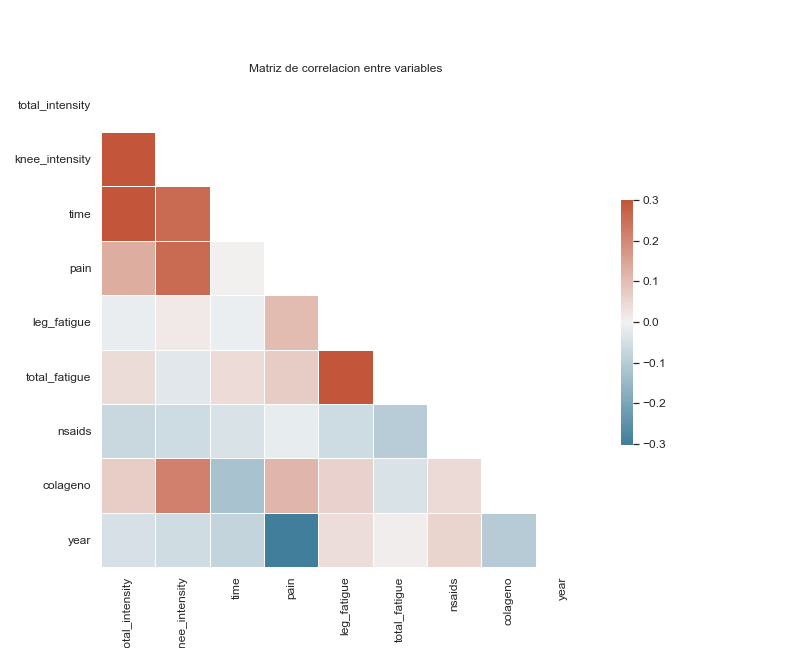 Matriz de correlacion entre variables
total_intensity
knee_intensity
time
pain
leg_fatigue
total_fatigue
nsaids
colageno
year
0.3
0.2
0.1
0.0
−0.1
−0.2
−0.3
otal_intensity
nee_intensity
time
pain
leg_fatigue
total_fatigue
nsaids
colageno
year